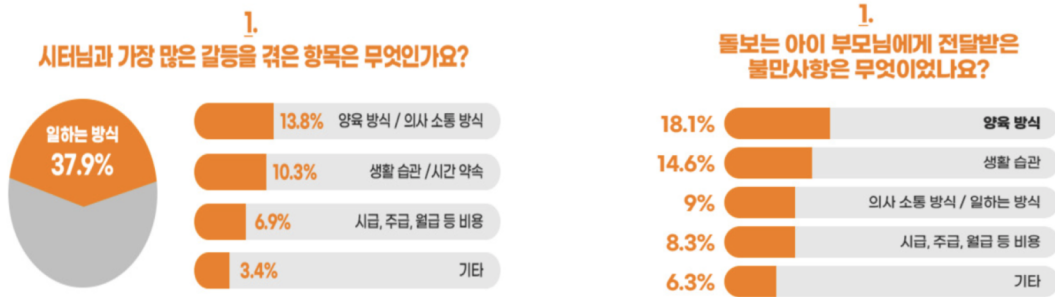 1.
시터님과 가장 많은 갈등을 겪은 항목은 무엇인가요?
일하는 방식
37.9%
13.8% 양육 방식 / 의사 소통 방식
10.3% 생활 습관 /시간 약속
6.9% 시급, 주급, 월급 등 비용
3.4% 기타
1.
돌보는 아이 부모님에게 전달받은
불만사항은 무엇이었나요?
18.1% 양육 방식
14.6% 생활 습관
9% 의사 소통 방식 / 일하는 방식
8.3% 시급, 주급, 월급 등 비용
6.3% 기타